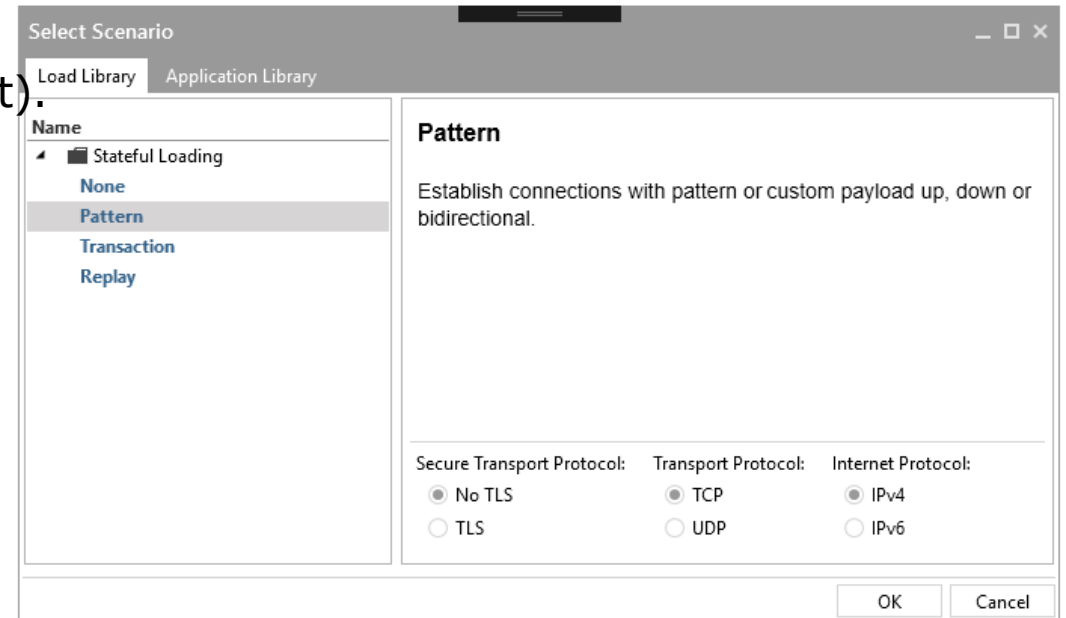 Select Scenario
Load Library Application Library
t).
Name
Stateful Loading
None
Pattern
Transaction
Replay
Pattern
Establish connections with pattern or custom payload up, down or
bidirectional.
Secure Transport Protocol: Transport Protocol: Internet Protocol:
No TLS TCP IPv4
TLS UDP IPv6
OK Cancel